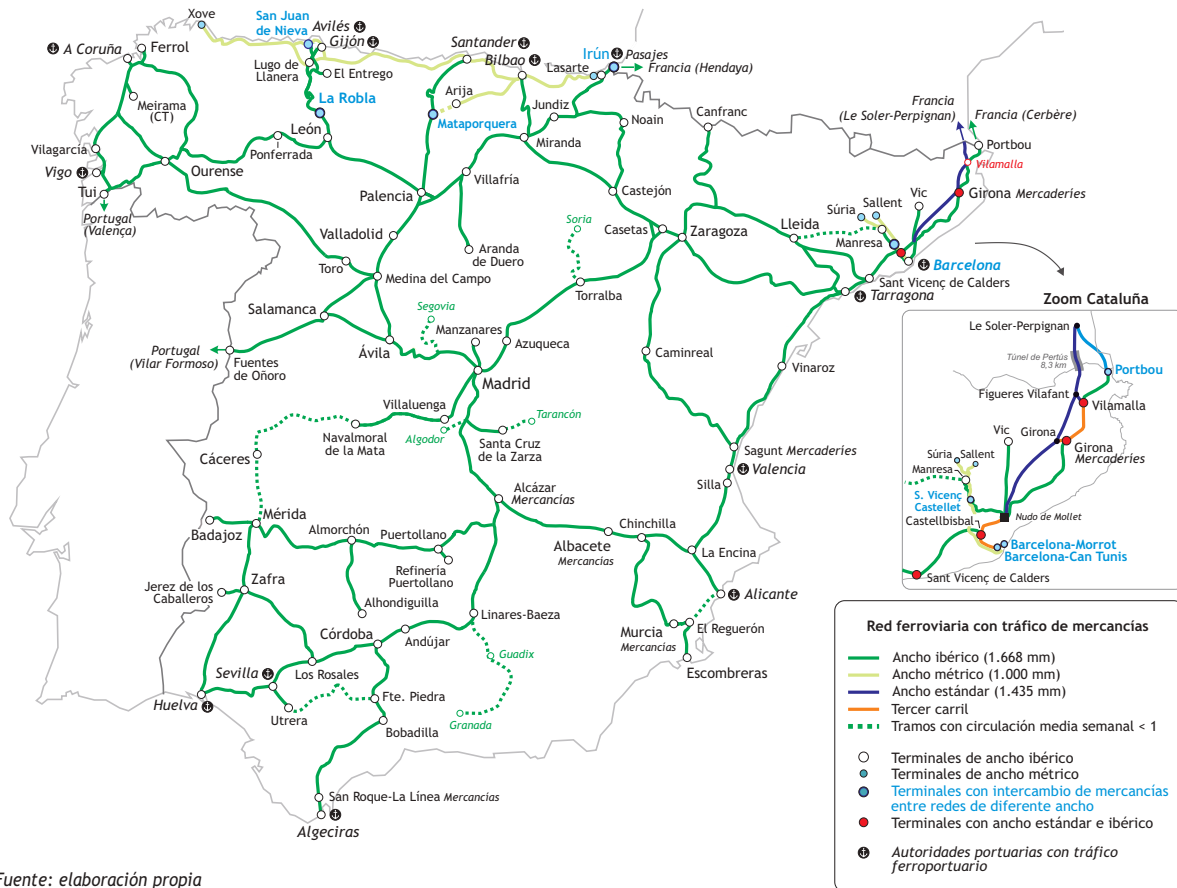 Xove
San Juan
de Nieva
Avilés
Gijón
A Coruña
Ferrol
Lugo de
Llanera
El Entrego
Santander
Bilbao
Lasarte
Irún
Pasajes
Francia (Hendaya)
Meirama
(CT)
La Robla
Arija
Mataporquera
Jundiz
Noain
Canfranc
Francia
(Le Soler-Perpignan)
Francia (Cerbère)
Portbou
Vilamalla
Vilagarcía
Vigo
Tui
Portugal
(Valença)
Ourense
Ponferrada
León
Miranda
Palencia
Villafría
Castejón
Girona Mercaderies
Vic
Sallent
Súria
Manresa
Lleida
Barcelona
Sant Vicenç de Calders
Tarragona
Valladolid
Toro
Medina del Campo
Aranda
de Duero
Soria
Casetas
Zaragoza
Torralba
Salamanca
Segovia
Manzanares
Azuqueca
Ávila
Madrid
Portugal
(Vilar Formoso)
Fuentes
de Oñoro
Caminreal
Vinaroz
Villaluenga
Algodor
Tarancón
Navalmoral
de la Mata
Santa Cruz
de la Zarza
Cáceres
Sagunt Mercaderies
Valencia
Silla
Alcázar
Mercancías
Mérida
Badajoz
Almorchón
Puertollano
Refinería
Puertollano
Chinchilla
Albacete
Mercancías
La Encina
Alicante
Jerez de los
Caballeros
Zafra
Alhondiguilla
Linares-Baeza
Córdoba
Andújar
Murcia
Mercancías
El Reguerón
Escombreras
Guadix
Granada
Sevilla
Los Rosales
Huelva
Utrera
Fte. Piedra
Bobadilla
San Roque-La Línea Mercancías
Algeciras
Zoom Cataluña
Le Soler-Perpignan
Túnel de Pertús
8,3 km
Portbou
Figueres Vilafant
Vilamalla
Vic
Girona
Girona
Mercaderies
Súria
Sallent
Manresa
S. Vicenç
Castellet
Castellbisbal
Nudo de Mollet
Barcelona-Morrot
Barcelona-Can Tunis
Sant Vicenç de Calders
Red ferroviaria con tráfico de mercancías
Ancho ibérico (1.668 mm)
Ancho métrico (1.000 mm)
Ancho estándar (1.435 mm)
Tercer carril
Tramos con circulación media semanal < 1
Terminales de ancho ibérico
Terminales de ancho métrico
Terminales con intercambio de mercancías
entre redes de diferente ancho
Terminales con ancho estándar e ibérico
Autoridades portuarias con tráfico
ferroportuario
Fuente: elaboración propia